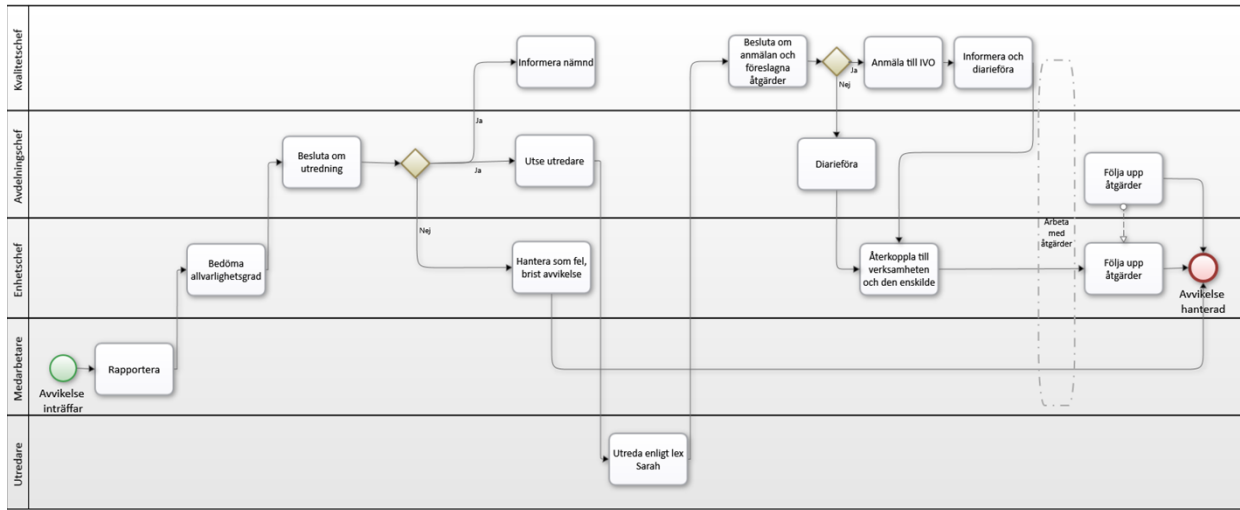 Kvalitetschef
Informera nämnd
Besluta om
anmälan och
föreslagna
åtgärder
Ja
Nej
Anmäla till IVO
Informera och
diarieföra
Avdelningschef
Besluta om
utredning
Ja
Ja
Nej
Utse utredare
Diarieföra
Följa upp
åtgärder
Enhetschef
Bedöma
allvarlighetsgrad
Hantera som fel,
brist avvikelse
Återkoppla till
verksamheten
och den enskilde
Arbeta
med
åtgärder
Följa upp
åtgärder
Avvikelse
hanterad
Medarbetare
Avvikelse
inträffar
Rapportera
Utredare
Utreda enligt lex
Sarah